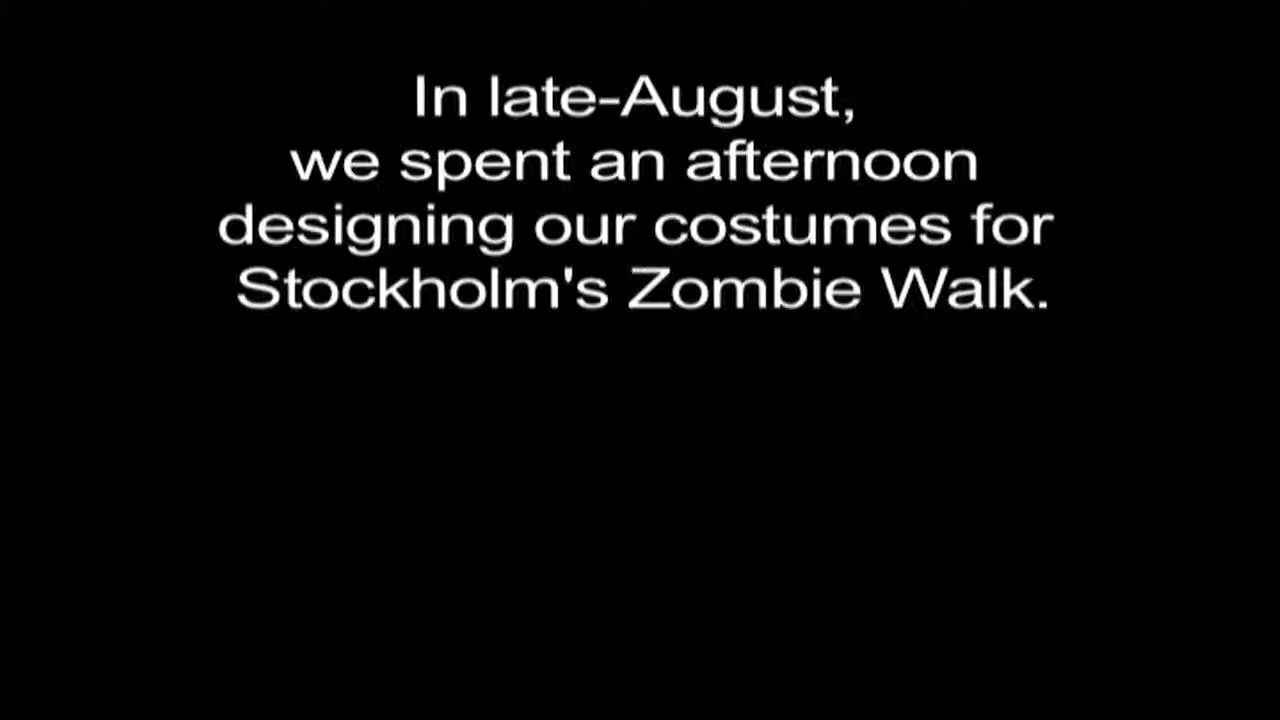 In late-August,
we spent an afternoon
designing our costumes for
Stockholm's Zombie Walk.